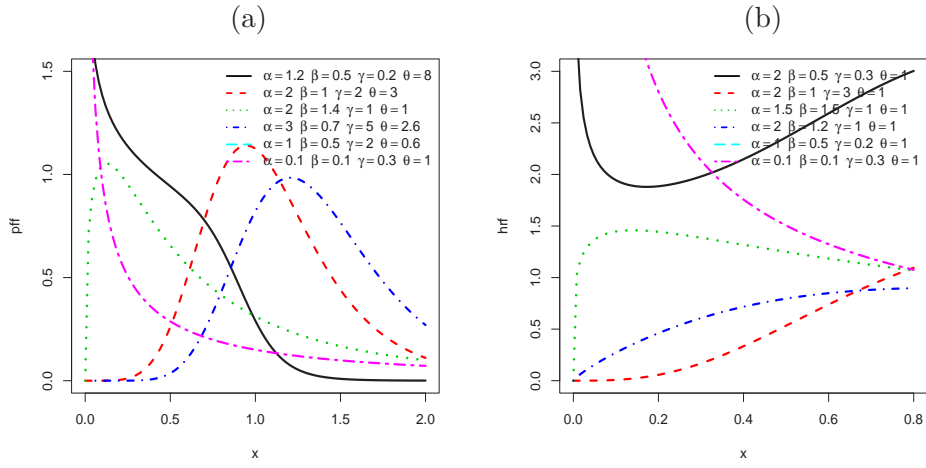 (a)
α = 1.2 β = 0.5 γ = 0.2 θ = 8
α = 2 β = 1 γ = 2 θ = 3
α = 2 β = 1.4 γ = 1 θ = 1
α = 3 β = 0.7 γ = 5 θ = 2.6
α = 1 β = 0.5 γ = 2 θ = 0.6
α = 0.1 β = 0.1 γ = 0.3 θ = 1
pff
1.5
1.0
0.5
0.0
0.0 0.5 1.0 1.5 2.0
x
(b)
α = 2 β = 0.5 γ = 0.3 θ = 1
α = 2 β = 1 γ = 3 θ = 1
α = 1.5 β = 1.5 γ = 1 θ = 1
α = 2 β = 1.2 γ = 1 θ = 1
α = 1 β = 0.5 γ = 0.2 θ = 1
α = 0.1 β = 0.1 γ = 0.3 θ = 1
hrf
3.0
2.5
2.0
1.5
1.0
0.5
0.0
0.0 0.2 0.4 0.6 0.8
x